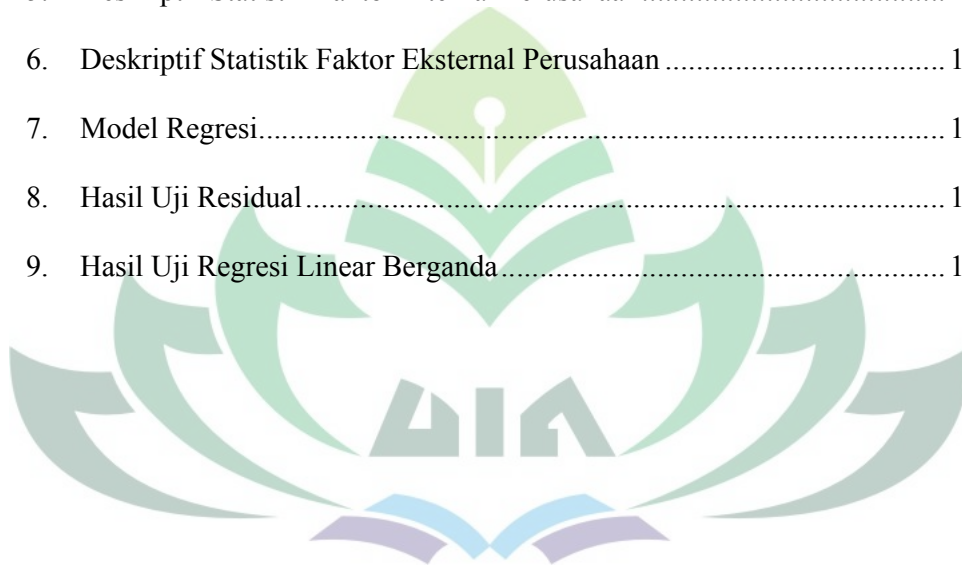 6. Deskriptif Statistik Faktor Eksternal Perusahaan ..................................... 1
7. Model Regresi......................................................................................... 1
8. Hasil Uji Residual................................................................................... 1
9. Hasil Uji Regresi Linear Berganda.......................................................... 1
UIN